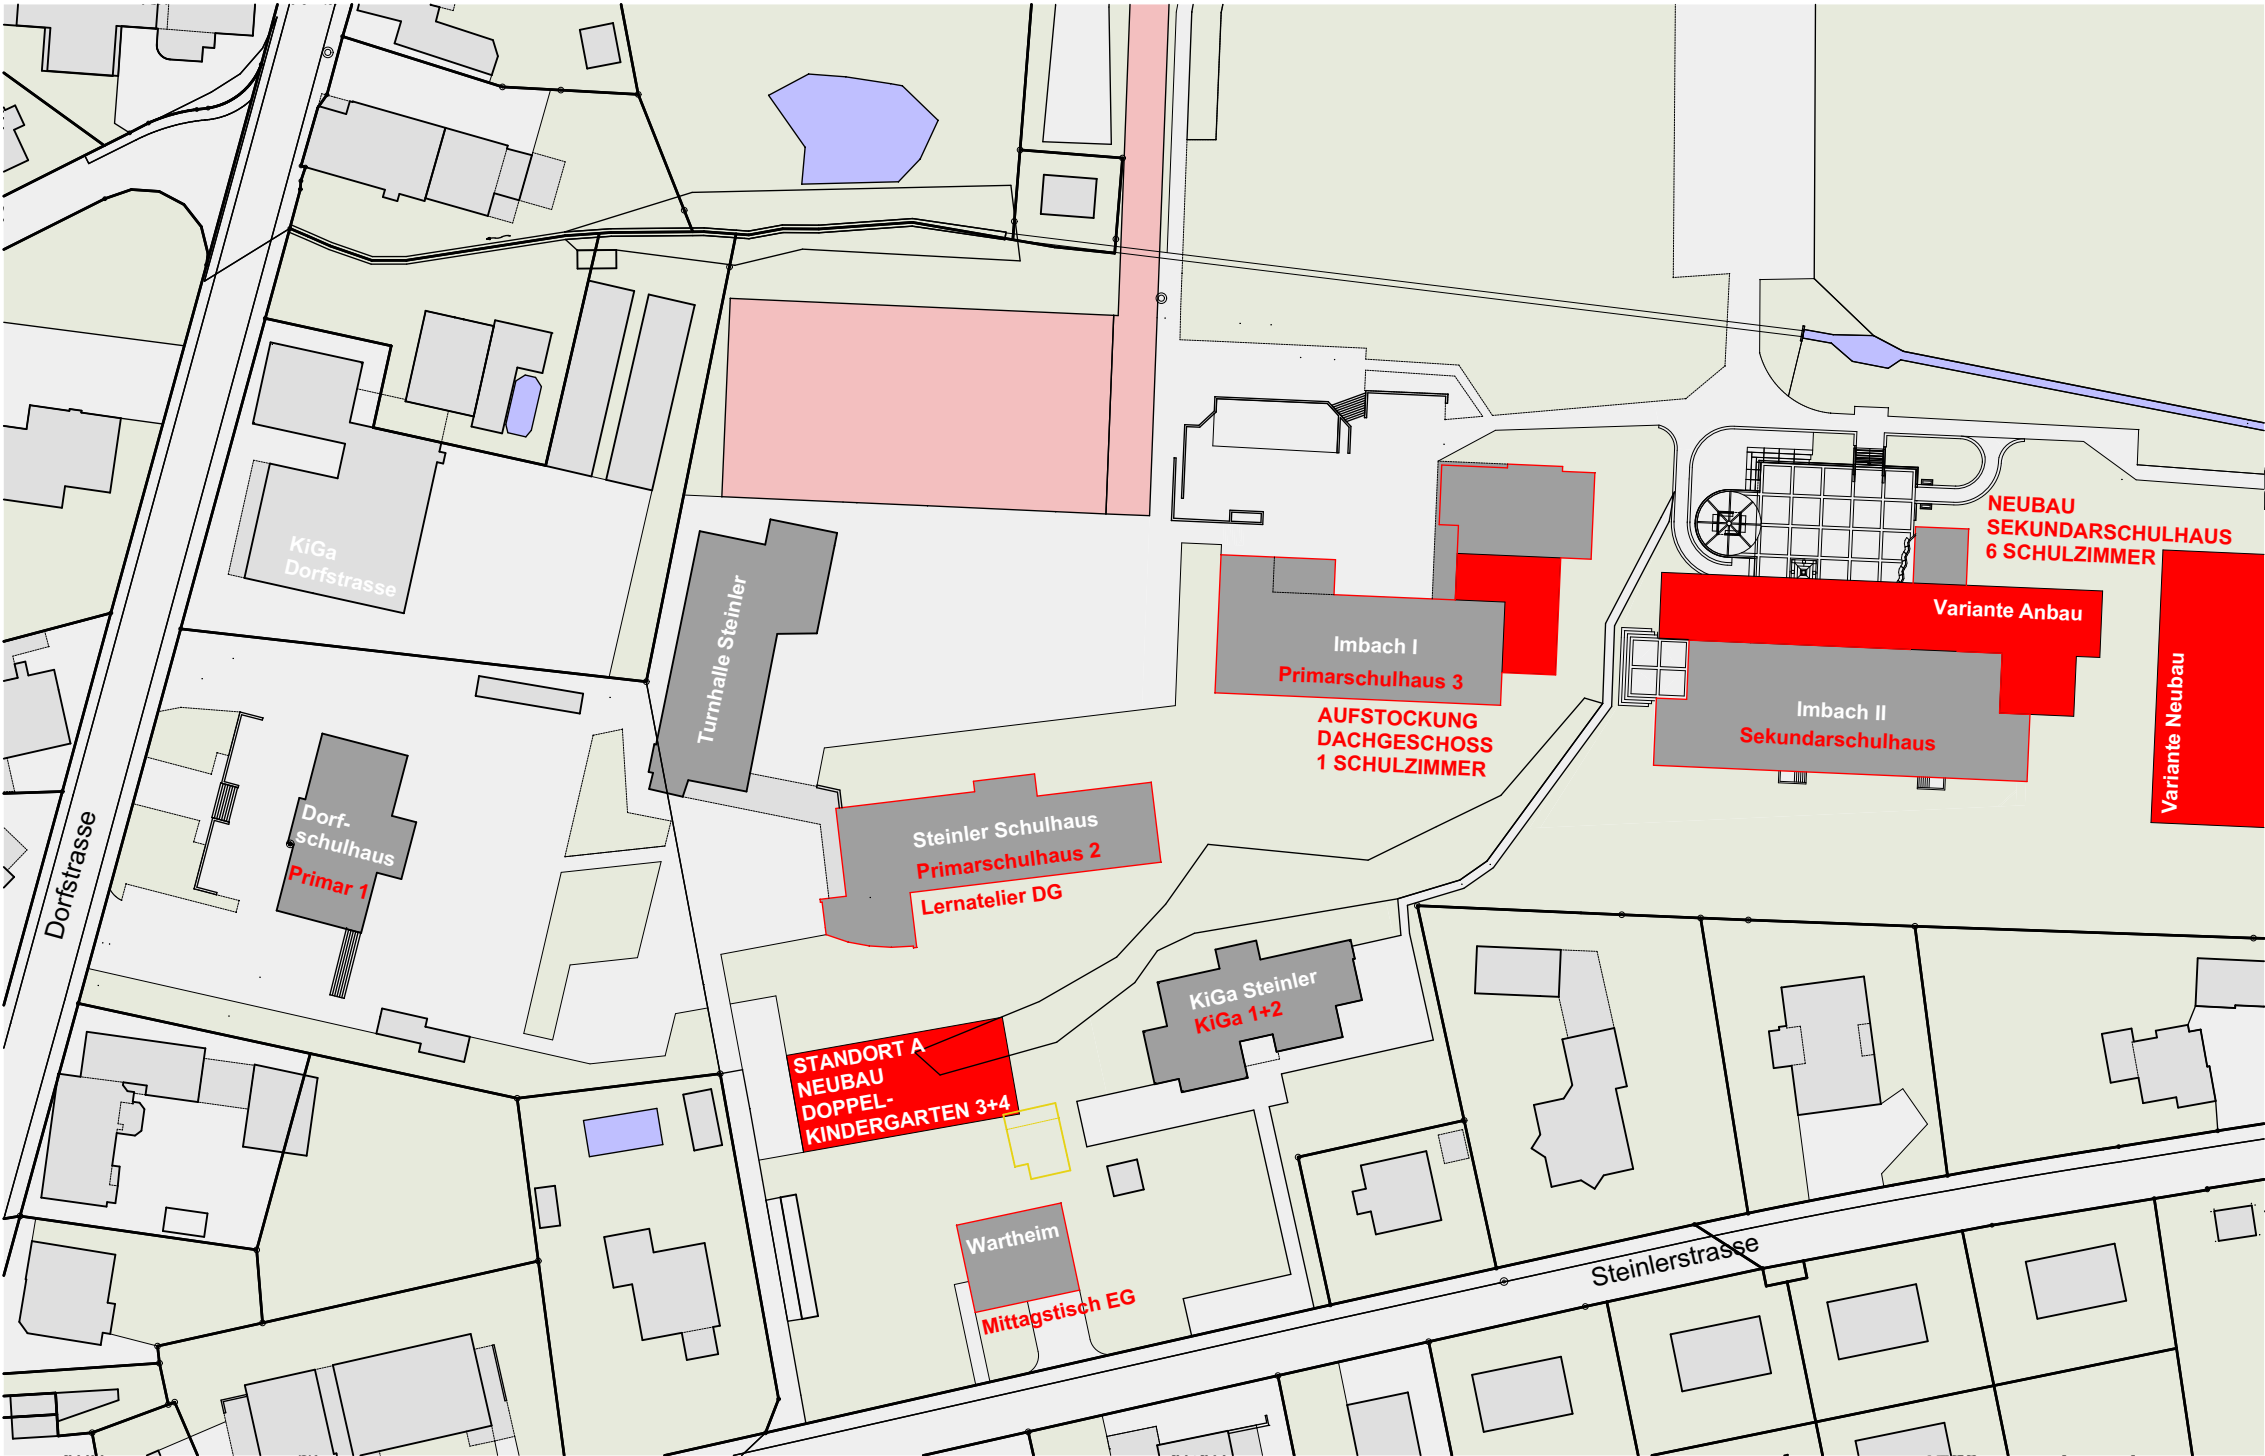 NEUBAU
SEKUNDARSCHULHAUS
6 SCHULZIMMER
KiGa
Dorfstrasse
Turnhalle Steinler
Variante Anbau
Imbach I
Primarschulhaus 3
AUFSTOCKUNG
DACHGESCHOSS
1 SCHULZIMMER
Imbach II
Sekundarschulhaus
Variante Neubau
Dorfstrasse
Dorf-
schulhaus
Primar 1
Steinler Schulhaus
Primarschulhaus 2
Lernatelier DG
KiGa Steinler
KiGa 1+2
STANDORT A
NEUBAU
DOPPEL-
KINDERGARTEN 3+4
Wartheim
Mittagstisch EG
Steinlerstrasse